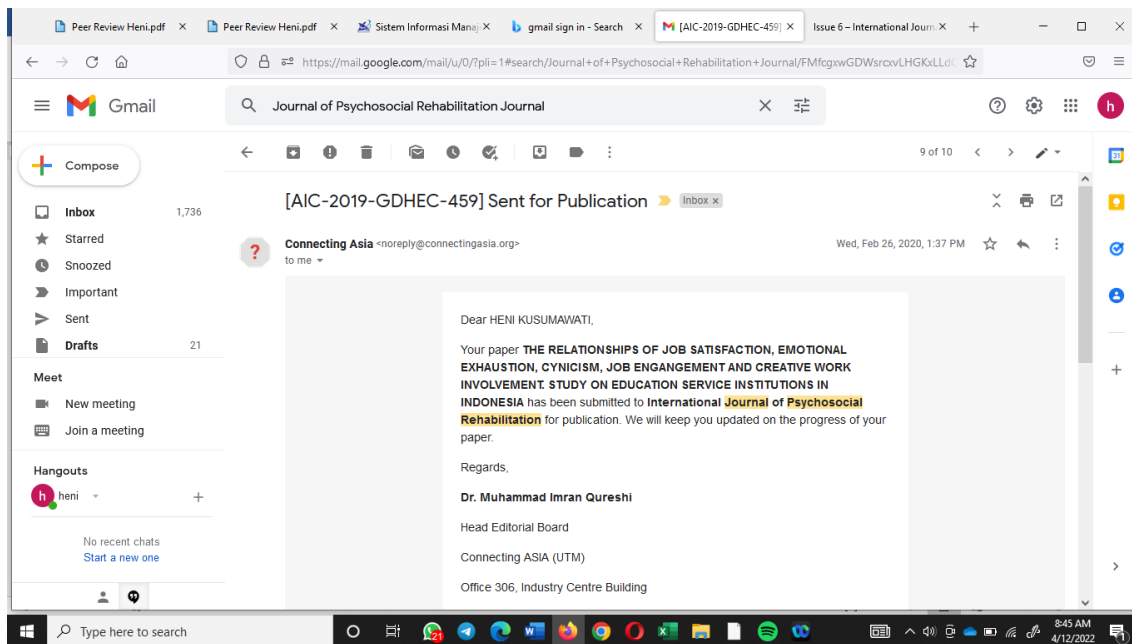 Peer Review Heni.pdf
Peer Review Heni.pdf
Sistem Informasi Manaj
gmail sign in - Search
[AIC-2019-GDHEC-459]
Issue 6 – International Journ
https://mail.google.com/mail/u/0/?pli=1#search/Journal+of+Psychosocial+Rehabilitation+Journal/FMfcgxwGDWsrcxvLHGKxLLdC
Gmail
Journal of Psychosocial Rehabilitation Journal
h
Compose
9 of 10
31
[AIC-2019-GDHEC-459] Sent for Publication
Inbox x
Inbox 1,736
Starred
Snoozed
Important
Sent
Drafts 21
Connecting Asia <noreply@connectingasia.org>
Wed, Feb 26, 2020, 1:37 PM
to me
Dear HENI KUSUMAWATI,
Your paper THE RELATIONSHIPS OF JOB SATISFACTION, EMOTIONAL
EXHAUSTION, CYNICISM, JOB ENGANGEMENT AND CREATIVE WORK
INVOLVEMENT. STUDY ON EDUCATION SERVICE INSTITUTIONS IN
INDONESIA has been submitted to International Journal of Psychosocial
Rehabilitation for publication. We will keep you updated on the progress of your
paper.
Regards,
Dr. Muhammad Imran Qureshi
Head Editorial Board
Connecting ASIA (UTM)
Office 306, Industry Centre Building
Meet
New meeting
Join a meeting
Hangouts
h heni
No recent chats
Start a new one
Type here to search
21
8:45 AM
4/12/2022
1